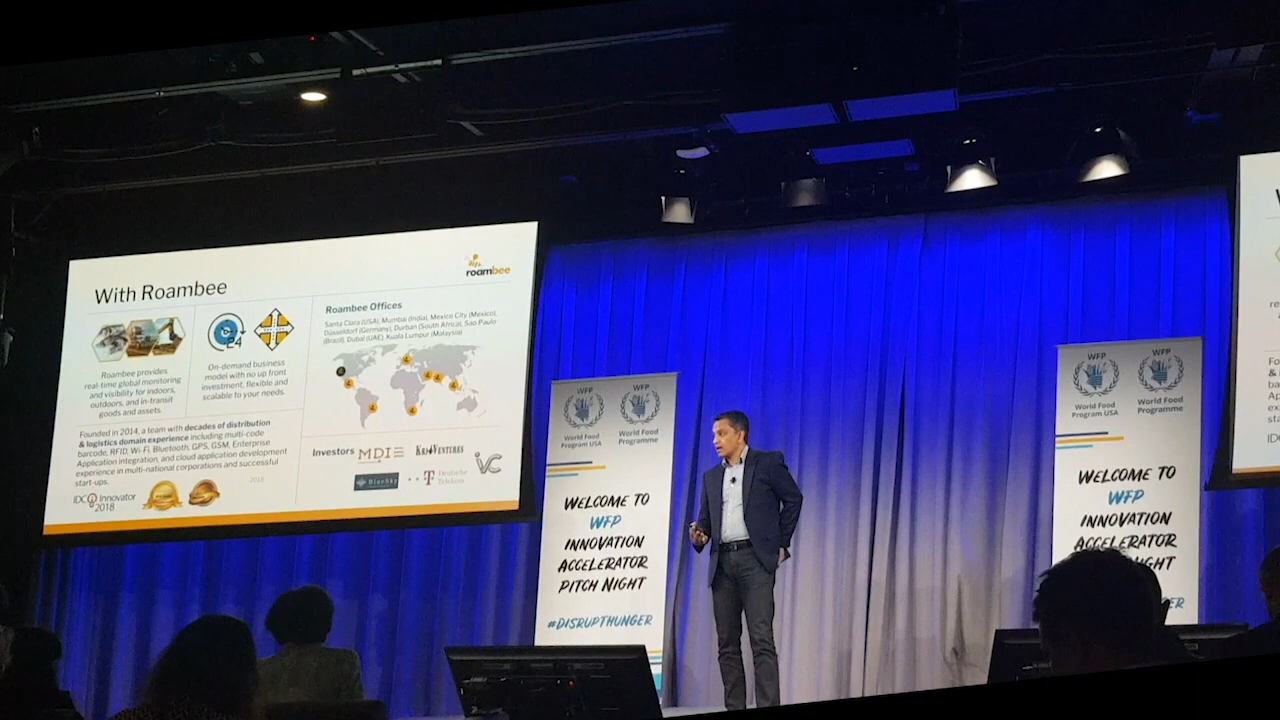 roambee
With Roambee
Roambee provides
real-time global monitoring
and visibility for indoors,
outdoors, and in-transit
goods and assets.
24
On-demand business
model with no up front
investment, flexible and
scalable to your needs.
Founded in 2014, a team with decades of distribution
& logistics domain experience including multi-code
barcode, RFID, Wi-Fi, Bluetooth, GPS, GSM, Enterprise
Application integration, and cloud application development
experience in multi-national corporations and successful
start-ups.
2018
IDC Innovator
2018
Roambee Offices
Santa Clara (USA), Mumbai (India), Mexico City (Mexico),
Düsseldorf (Germany), Durban (South Africa), Sao Paulo
(Brazil), Dubai (UAE), Kuala Lumpur (Malaysia)
Investors
MDI
KRIS VENTURES
IVC
BlueSky
T Deutsche
Telekom
WFP
WFP
World Food
Program USA
World Food
Programme
WELCOME TO
WFP
INNOVATION
ACCELERATOR
PITCH NIGHT
#DISRUPTHUNGER
WFP
WFP
World Food
Program USA
World Food
Programme
WELCOME TO
WFP
INNOVATION
ACCELERATOR